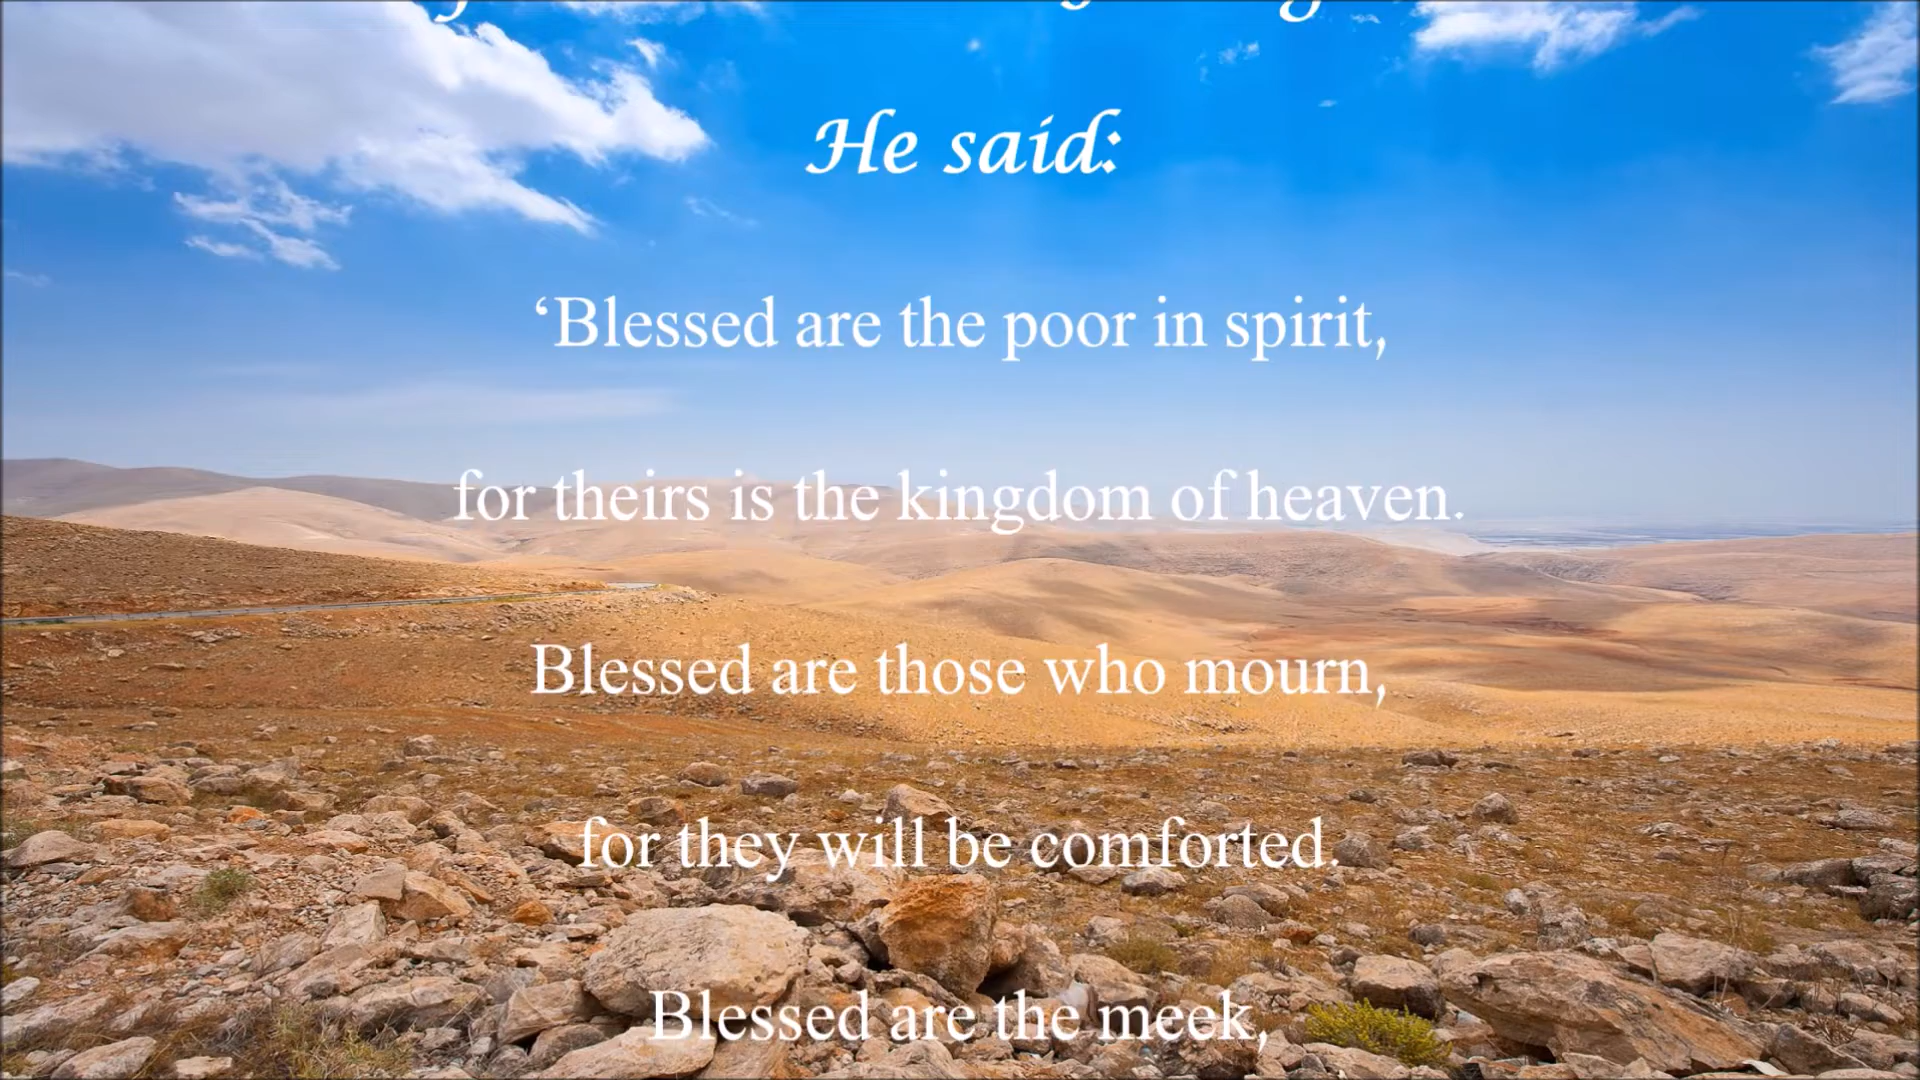 He said:
‘Blessed are the poor in spirit,
for theirs is the kingdom of heaven.
Blessed are those who mourn,
for they will be comforted.
Blessed are the meek,